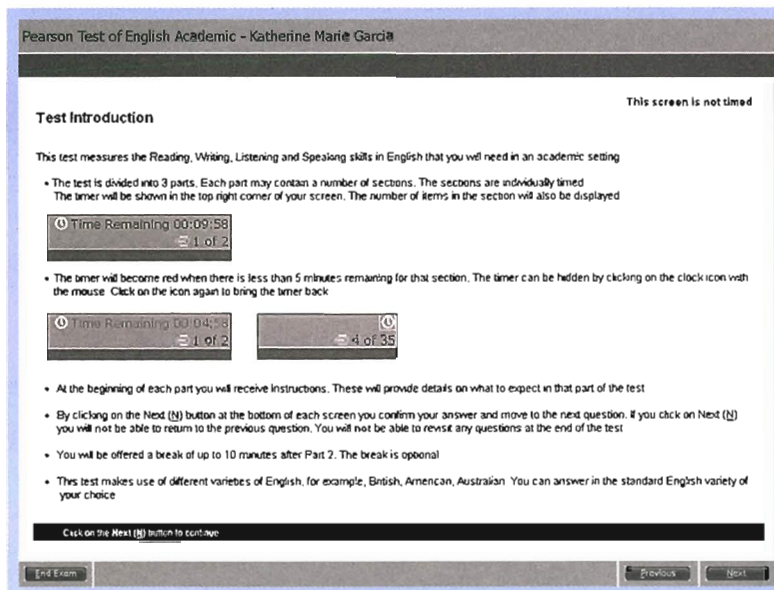 Pearson Test of English Academic - Katherine Marie Garcia
This screen is not timed
Test Introduction
This test measures the Reading, Writing, Listening and Speaking skills in English that you will need in an academic setting
• The test is divided into 3 parts. Each part may contain a number of sections. The sections are individually timed
The timer will be shown in the top right corner of your screen. The number of items in the section will also be displayed
Time Remaining 00:09:58
1 of 2
• The timer will become red when there is less than 5 minutes remaining for that section. The timer can be hidden by clicking on the clock icon with
the mouse Click on the icon again to bring the timer back
Time Remaining 00:04:58
1 of 2
4 of 35
• At the beginning of each part you will receive instructions. These will provide details on what to expect in that part of the test
• By clicking on the Next (N) button at the bottom of each screen you confirm your answer and move to the next question. If you click on Next (N)
you will not be able to return to the previous question. You will not be able to revisit any questions at the end of the test
• You will be offered a break of up to 10 minutes after Part 2. The break is optional
• This test makes use of different varieties of English, for example, British, American, Australian You can answer in the standard English variety of
your choice
Click on the Next (N) button to continue
End Exam
Previous
Next